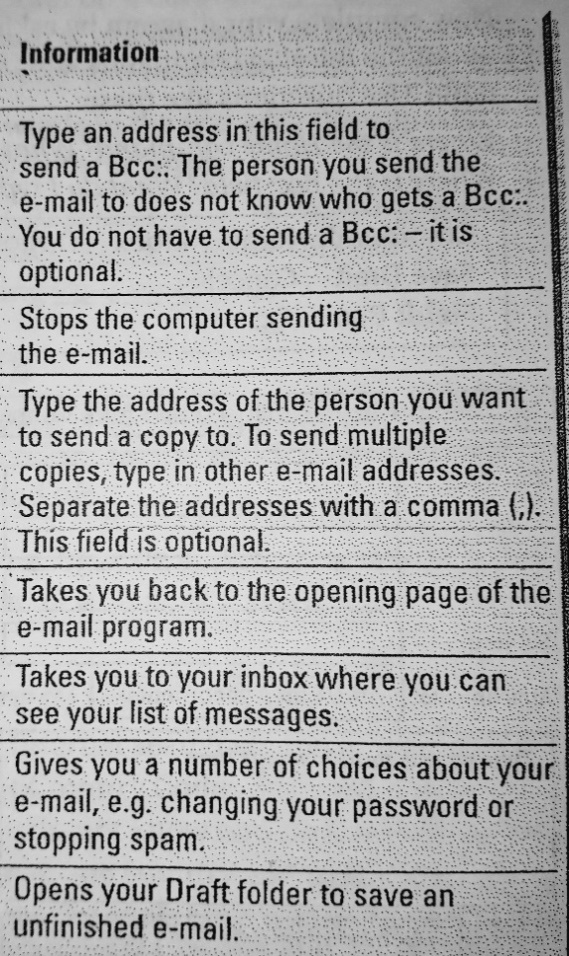 Information
Type an address in this field to
send a Bcc:. The person you send the
e-mail to does not know who gets a Bcc:.
You do not have to send a Bcc: – it is
optional.
Stops the computer sending
the e-mail.
Type the address of the person you want
to send a copy to. To send multiple
copies, type in other e-mail addresses.
Separate the addresses with a comma (,).
This field is optional.
Takes you back to the opening page of the
e-mail program.
Takes you to your inbox where you can
see your list of messages.
Gives you a number of choices about your
e-mail, e.g. changing your password or
stopping spam.
Opens your Draft folder to save an
unfinished e-mail.